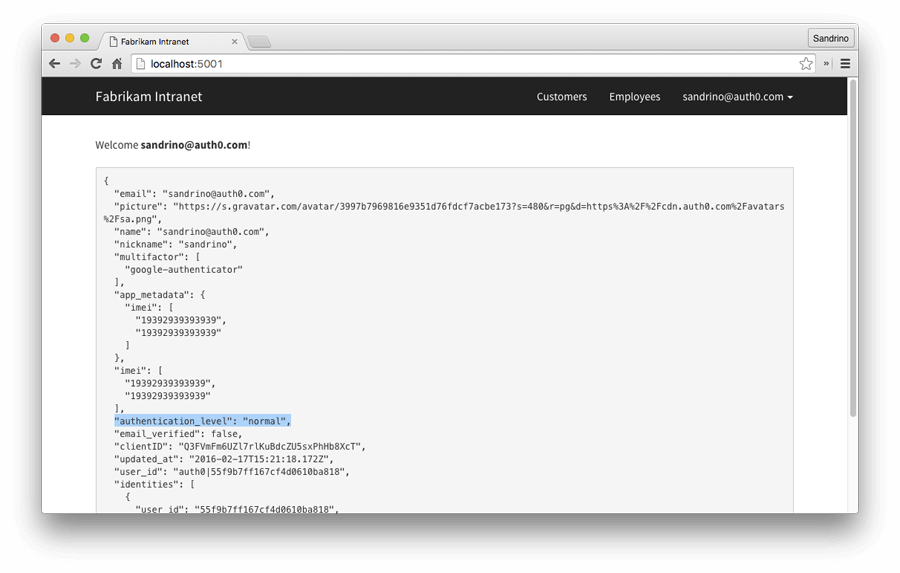 Fabrikam Intranet
Sandrino
localhost:5001
Fabrikam Intranet Customers Employees sandrino@auth0.com
Welcome sandrino@auth0.com!
{
"email": "sandrino@auth0.com",
"picture": "https://s.gravatar.com/avatar/3997b7969816e9351d76fdcf7acbe173?s=480&r=pg&d=https%3A%2F%2Fcdn.auth0.com%2Favatars
%2Fsa.png",
"name": "sandrino@auth0.com",
"nickname": "sandrino",
"multifactor": [
"google-authenticator"
],
"app_metadata": {
"imei": [
"19392939393939",
"19392939393939"
]
},
"imei": [
"19392939393939",
"19392939393939"
],
"authentication_level": "normal",
"email_verified": false,
"clientID": "Q3FVmFm6UZl7rlKuBdcZU5sxPhHb8XcT",
"updated_at": "2016-02-17T15:21:18.172Z",
"user_id": "auth0|55f9b7ff167cf4d0610ba818",
"identities": [
{
"user_id": "55f9b7ff167cf4d0610ba818",